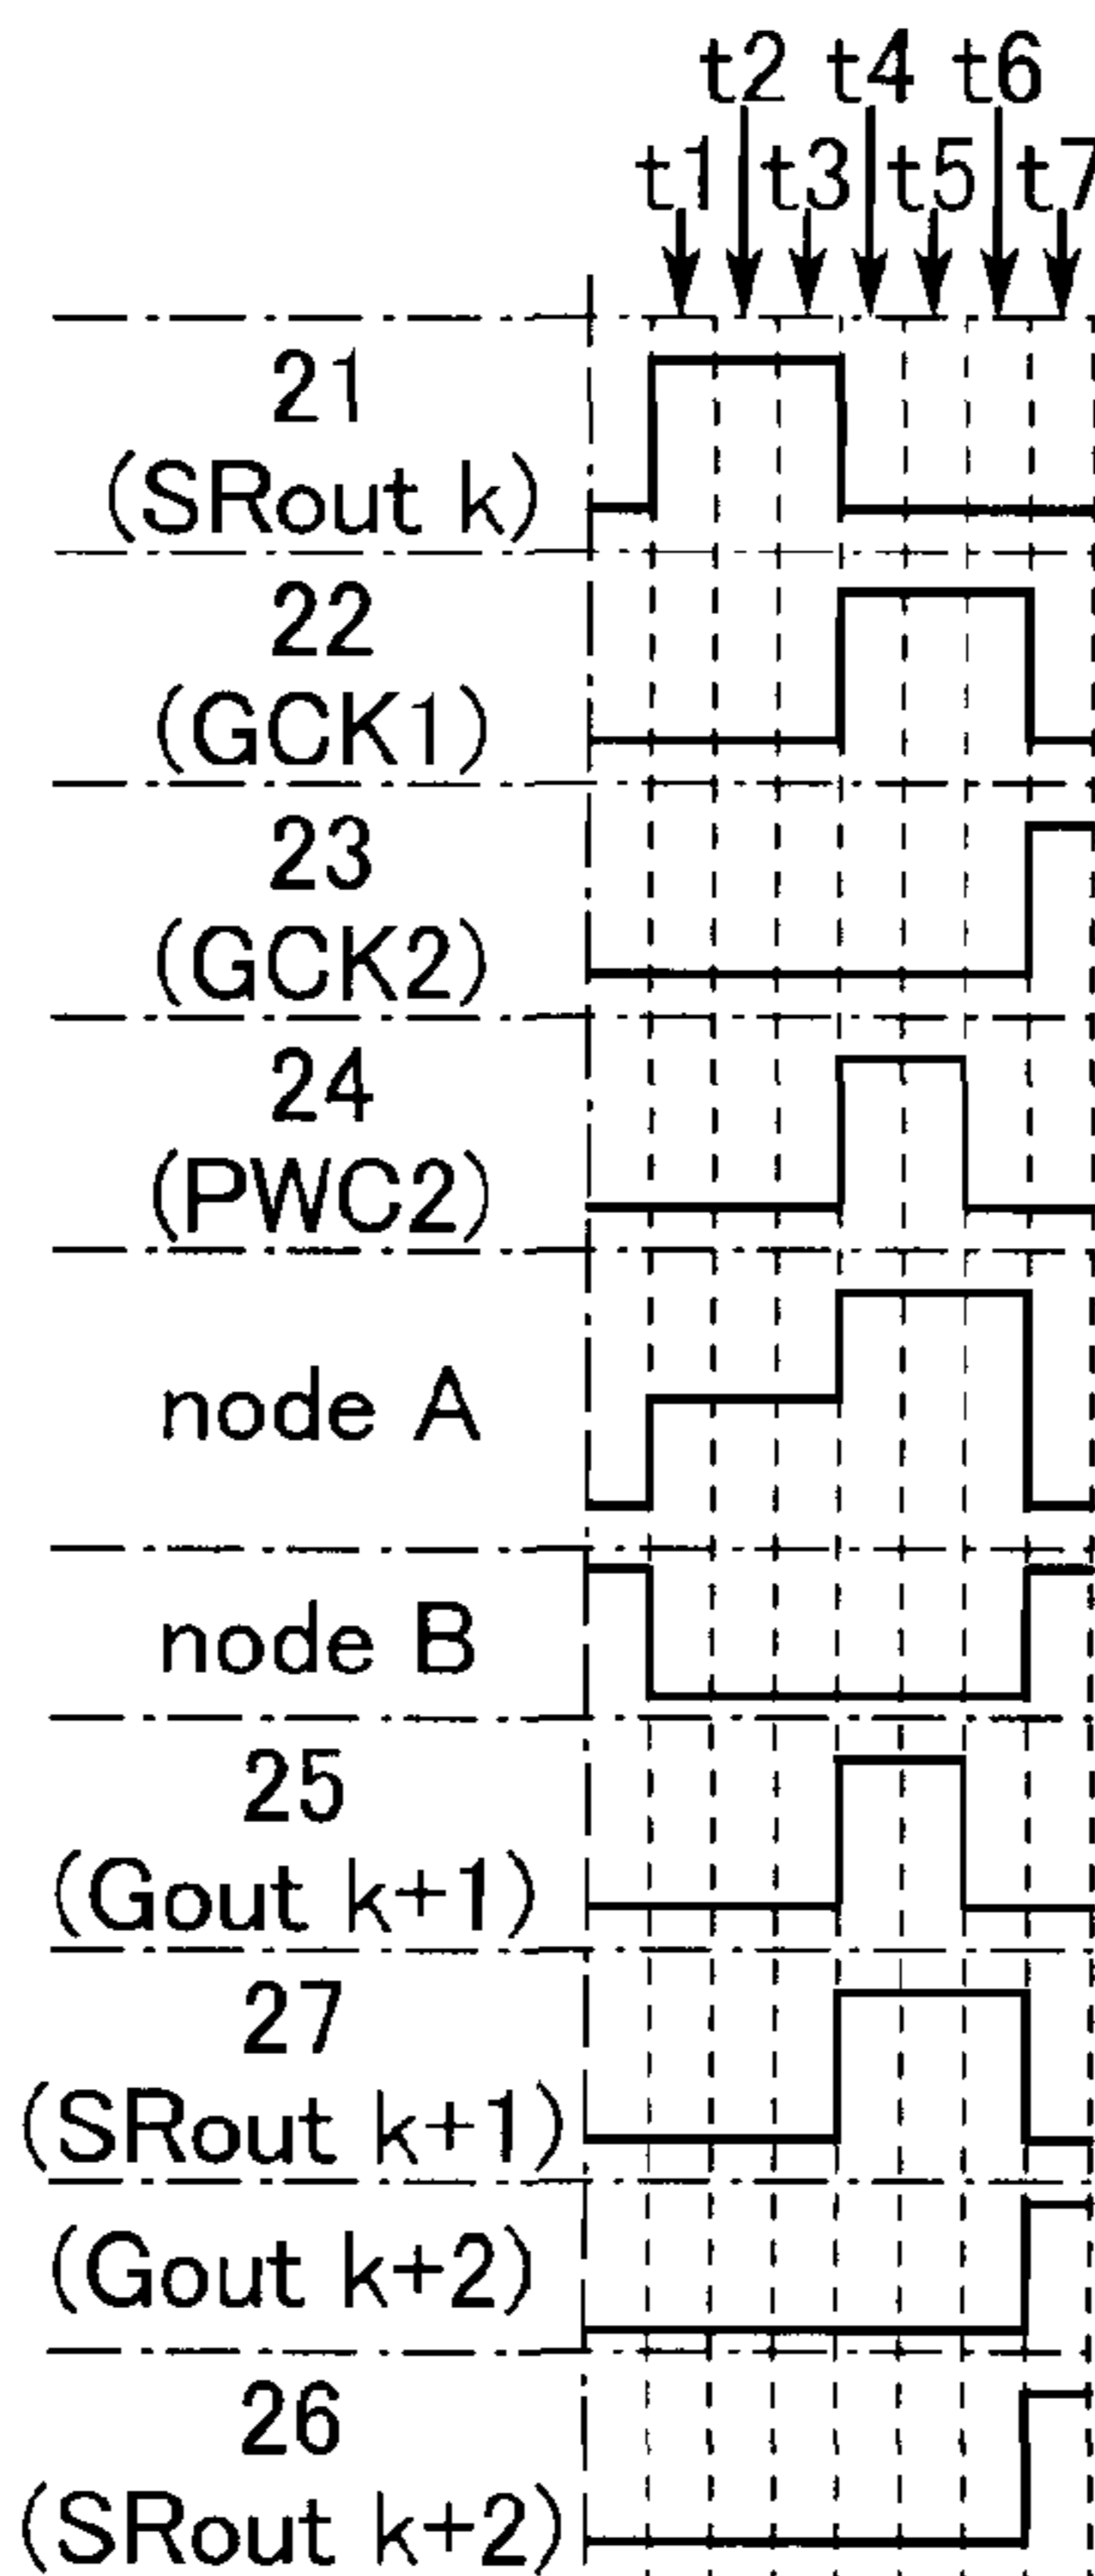 t2 t4 t6
t1 t3 t5 t7
21
(SRout k)
22
(GCK1)
23
(GCK2)
24
(PWC2)
node A
node B
25
(Gout k+1)
27
(SRout k+1)
(Gout k+2)
26
(SRout k+2)